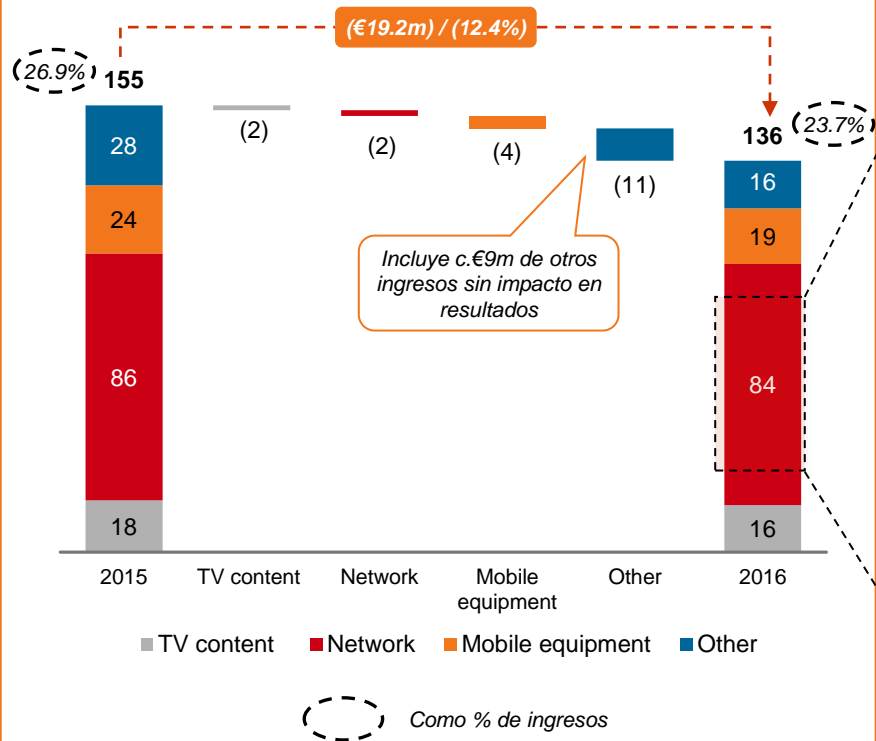 (€19.2m) / (12.4%)
26.9%
155
(2)
(2)
(4)
(11)
136
23.7%
28
24
86
18
Incluye c.€9m de otros
ingresos sin impacto en
resultados
16
19
84
16
2015
TV content
Network
Mobile
equipment
Other
2016
TV content
Network
Mobile equipment
Other
Como % de ingresos